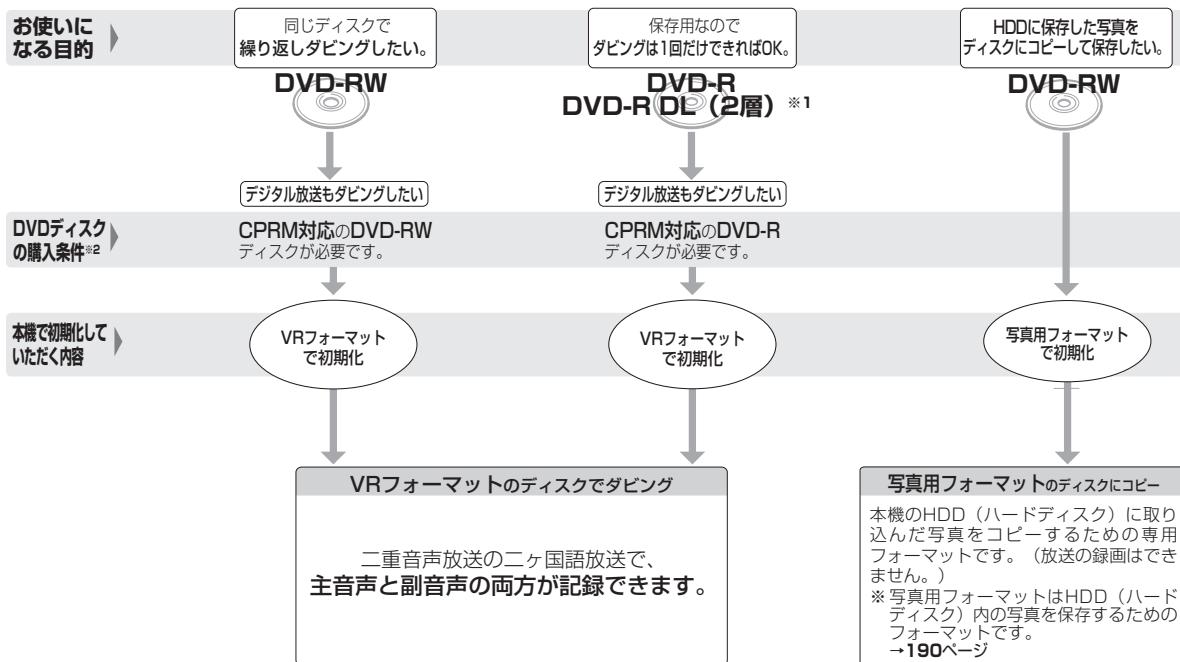 お使いに
なる目的
同じディスクで
繰り返しダビングしたい。
保存用なので
ダビングは1回だけできればOK。
HDDに保存した写真を
ディスクにコピーして保存したい。
DVD-RW
DVD-R
DVD-R DL（2層）※1
DVD-RW
デジタル放送もダビングしたい
デジタル放送もダビングしたい
DVDディスク
の購入条件※2
CPRM対応のDVD-RW
ディスクが必要です。
CPRM対応のDVD-R
ディスクが必要です。
本機で初期化して
いただく内容
VRフォーマット
で初期化
VRフォーマット
で初期化
写真用フォーマット
で初期化
VRフォーマットのディスクでダビング
二重音声放送の二ヶ国語放送で、
主音声と副音声の両方が記録できます。
写真用フォーマットのディスクにコピー
本機のHDD（ハードディスク）に取り
込んだ写真をコピーするための専用
フォーマットです。（放送の録画はでき
ません。）
※写真用フォーマットはHDD（ハード
ディスク）内の写真を保存するための
フォーマットです。
→190ページ